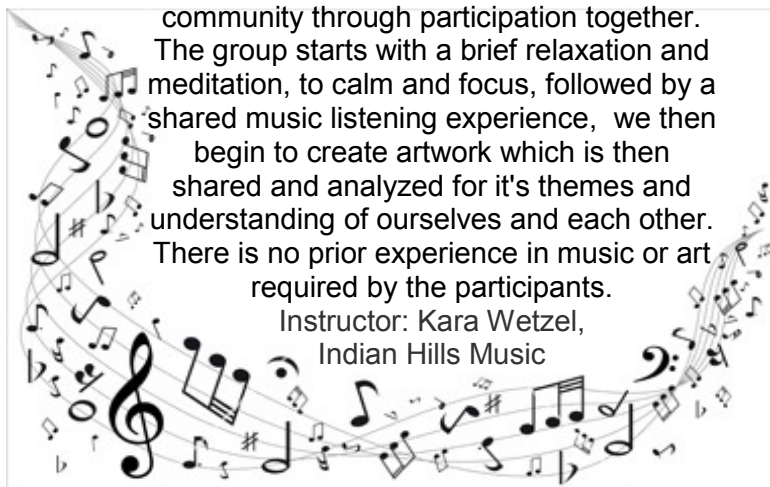 community through participation together.
The group starts with a brief relaxation and
meditation, to calm and focus, followed by a
shared music listening experience,  we then
begin to create artwork which is then
shared and analyzed for it's themes and
understanding of ourselves and each other.
There is no prior experience in music or art
required by the participants.
Instructor: Kara Wetzel,
Indian Hills Music